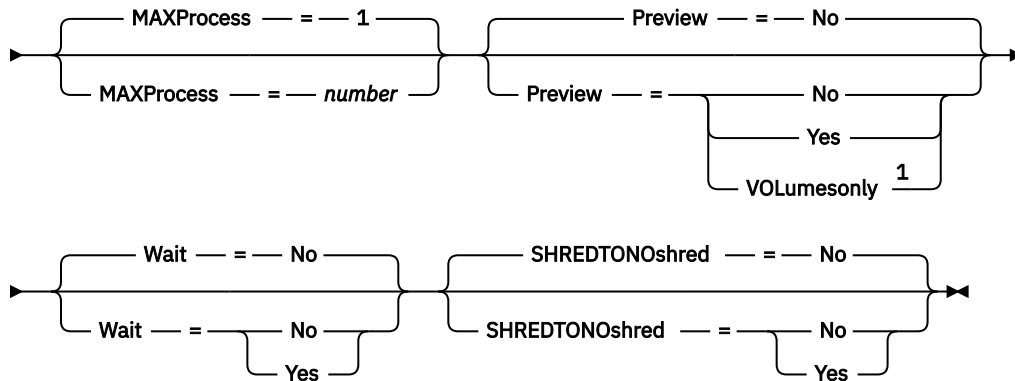 MAXProcess = 1 Preview = No
MAXProcess = number Preview = No
Yes
VOLumesonly 1
Wait = No SHREDTONOshred = No
Wait = No SHREDTONOshred = No
Yes Yes